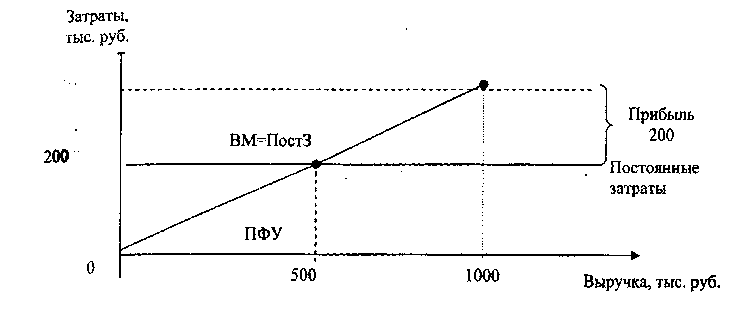 Затраты,
тыс. руб.
Прибыль
200
ВМ=ПостЗ
200
Постоянные
затраты
ПФУ
0
500
1000
Выручка, тыс. руб.